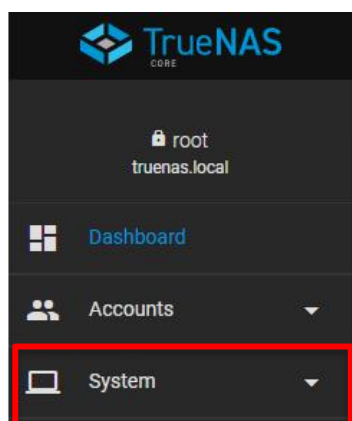 TrueNAS
CORE
root
truenas.local
Dashboard
Accounts
System